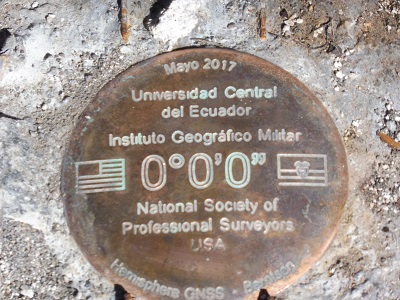 Mayo 2017
Universidad Central
del Ecuador
Instituto Geográfico Militar
0°0'0"
National Society of
Professional Surveyors
USA
Hemisphere GNSS -